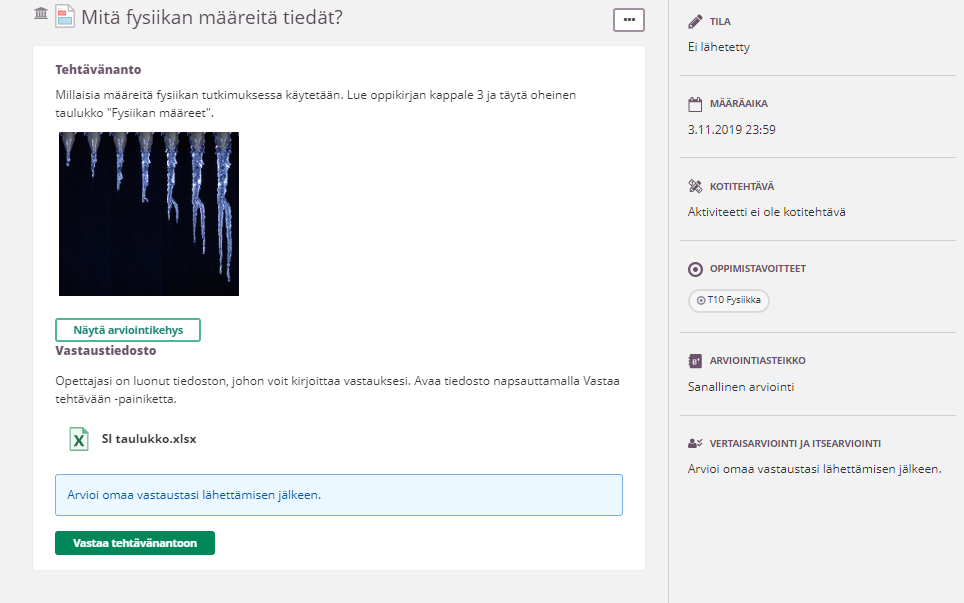 Mitä fysiikan määreitä tiedät?
Tehtävänanto
Millaisia määreitä fysiikan tutkimuksessa käytetään. Lue oppikirjan kappale 3 ja täytä oheinen
taulukko "Fysiikan määreet".
Näytä arviointikehys
Vastaustiedosto
Opettajasi on luonut tiedoston, johon voit kirjoittaa vastauksesi. Avaa tiedosto napsauttamalla Vastaa
tehtävään -painiketta.
X SI taulukko.xlsx
Arvioi omaa vastaustasi lähettämisen jälkeen.
Vastaa tehtävänantoon
TILA
Ei lähetetty
MÄÄRÄAIKA
3.11.2019 23:59
KOTITEHTÄVÄ
Aktiviteetti ei ole kotitehtävä
OPPIMISTAVOITTEET
T10 Fysiikka
B+ ARVIOINTIASTEIKKO
Sanallinen arviointi
VERTAISARVIOINTI JA ITSEARVIOINTI
Arvioi omaa vastaustasi lähettämisen jälkeen.